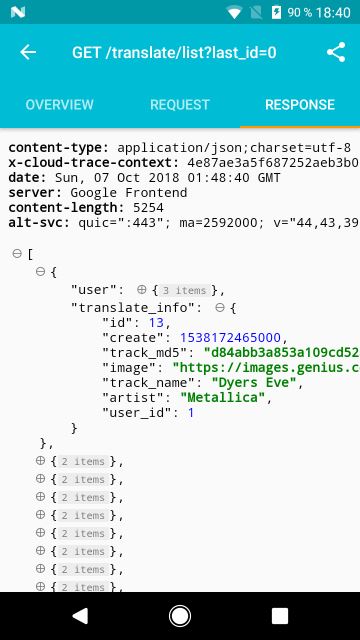 90 % 18:40
GET /translate/list?last_id=0
OVERVIEW REQUEST RESPONSE
content-type: application/json;charset=utf-8
x-cloud-trace-context: 4e87ae3a5f687252aeb3b0
date: Sun, 07 Oct 2018 01:48:40 GMT
server: Google Frontend
content-length: 5254
alt-svc: quic=":443"; ma=2592000; v="44,43,39
[
{
"user": {3 items},
"translate_info": {
"id": 13,
"create": 1538172465000,
"track_md5": "d84abb3a853a109cd52
"image": "https://images.genius.c
"track_name": "Dyers Eve",
"artist": "Metallica",
"user_id": 1
}
},
{2 items},
{2 items},
{2 items},
{2 items},
{2 items},
{2 items},
{2 items},
{2 items},